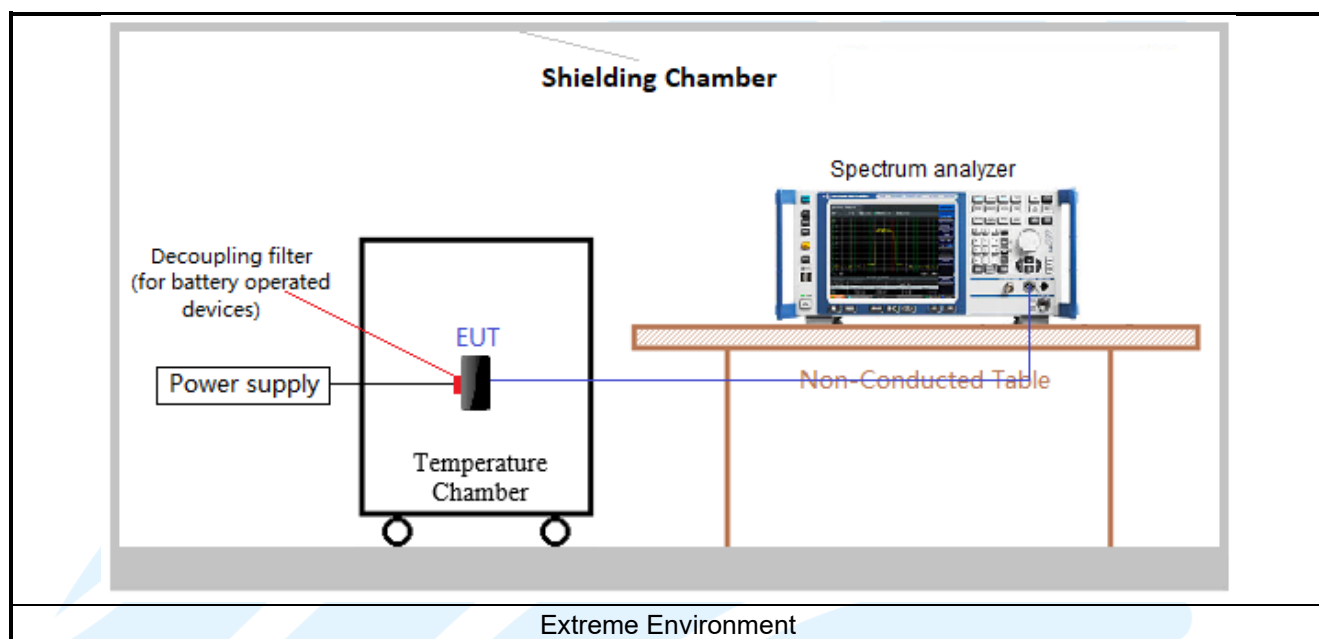 Shielding Chamber
Spectrum analyzer
Decoupling filter
(for battery operated
devices)
EUT
Power supply
Non-Conducted Table
Temperature
Chamber
Extreme Environment